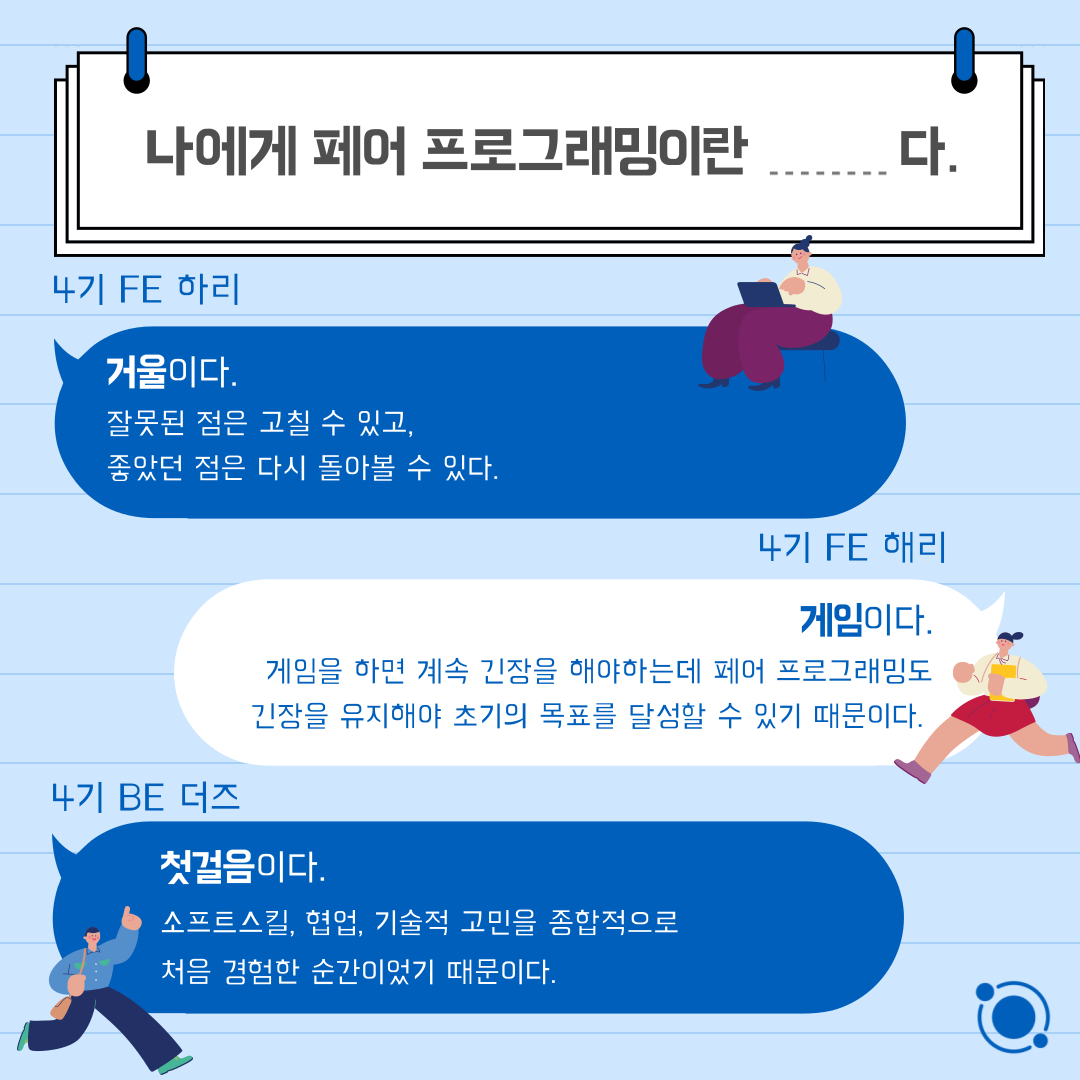 나에게 페어 프로그래밍이란 ________ 다.
4기 FE 하리
거울이다.
잘못된 점은 고칠 수 있고,
좋았던 점은 다시 돌아볼 수 있다.
4기 FE 해리
게임이다.
게임을 하면 계속 긴장을 해야하는데 페어 프로그래밍도
긴장을 유지해야 초기의 목표를 달성할 수 있기 때문이다.
4기 BE 더즈
첫걸음이다.
소프트스킬, 협업, 기술적 고민을 종합적으로
처음 경험한 순간이었기 때문이다.